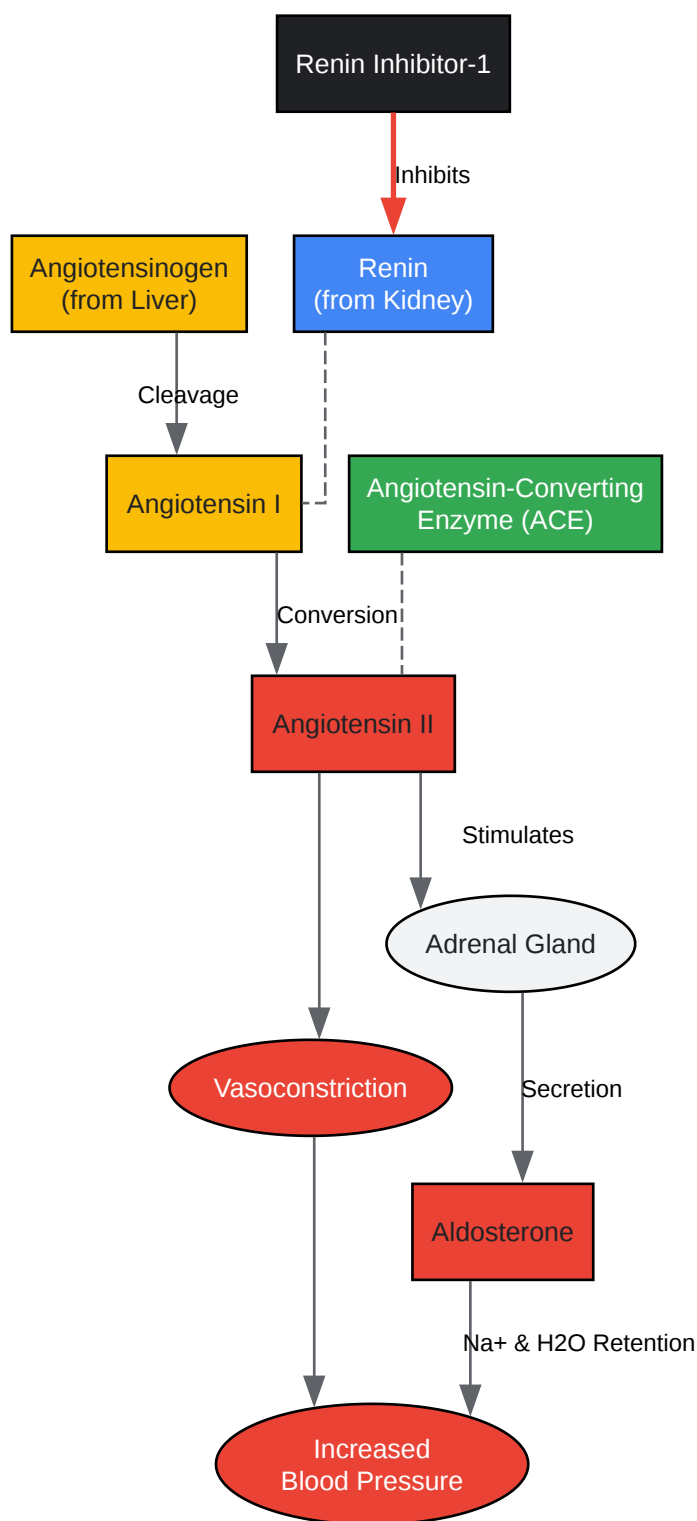 Renin Inhibitor-1
Inhibits
Angiotensinogen
(from Liver)
Renin
(from Kidney)
Cleavage
Angiotensin I
Angiotensin-Converting
Enzyme (ACE)
Conversion
Angiotensin II
Stimulates
Adrenal Gland
Vasoconstriction
Secretion
Aldosterone
Na+ & H2O Retention
Increased
Blood Pressure